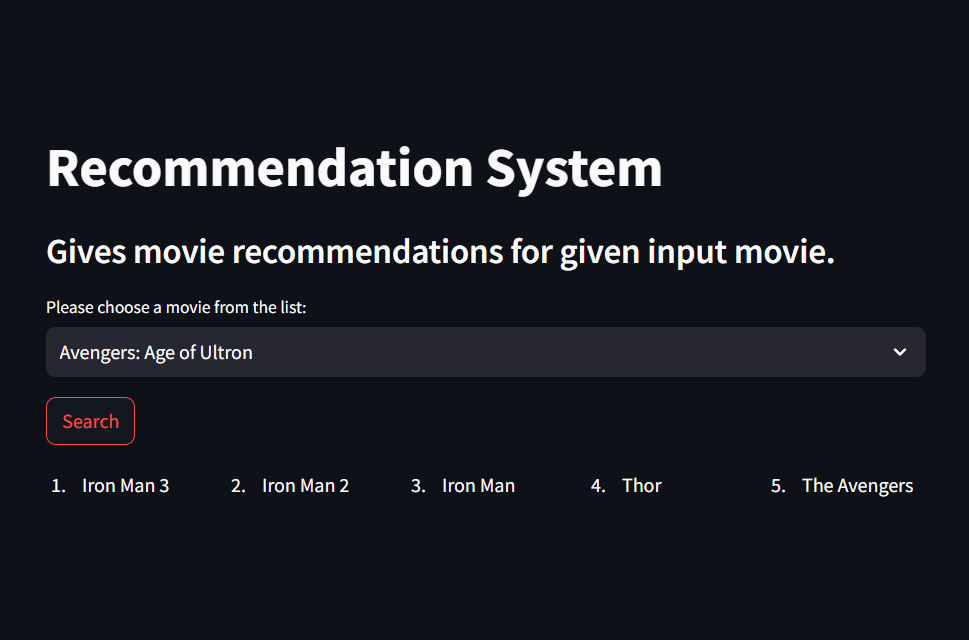 Recommendation System
Gives movie recommendations for given input movie.
Please choose a movie from the list:
Avengers: Age of Ultron
Search
1. Iron Man 3 2. Iron Man 2 3. Iron Man 4. Thor 5. The Avengers